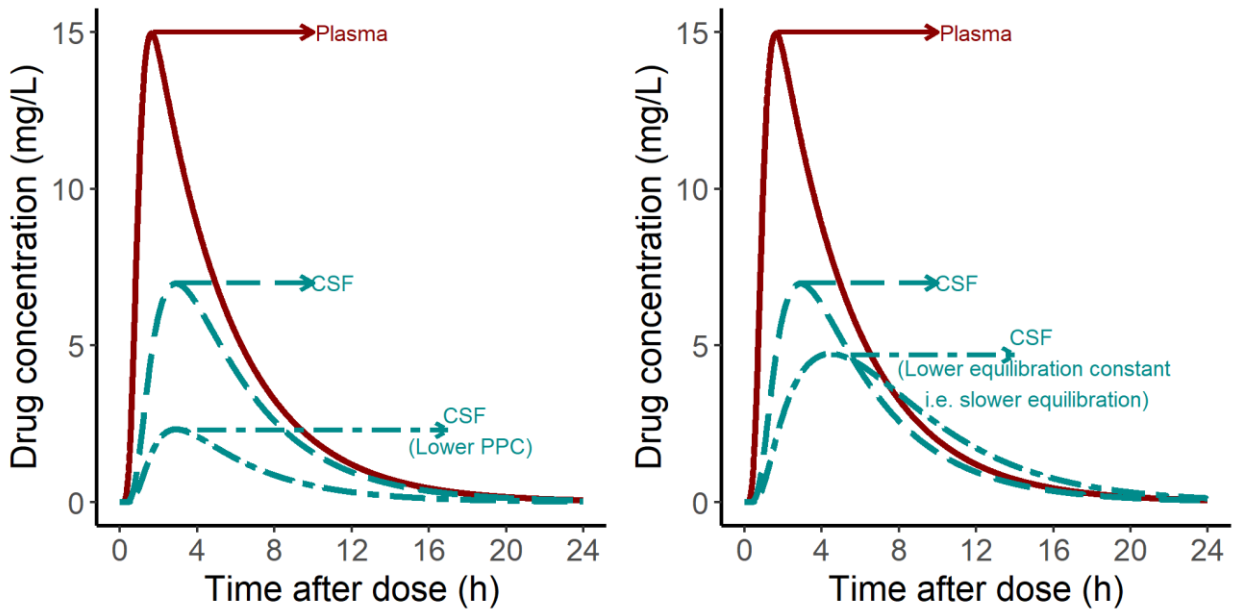 Drug concentration (mg/L)
15
10
5
0
Plasma
CSF
CSF
(Lower PPC)
0 4 8 12 16 20 24
Time after dose (h)
Drug concentration (mg/L)
15
10
5
0
Plasma
CSF
CSF
(Lower equilibration constant
i.e. slower equilibration)
0 4 8 12 16 20 24
Time after dose (h)